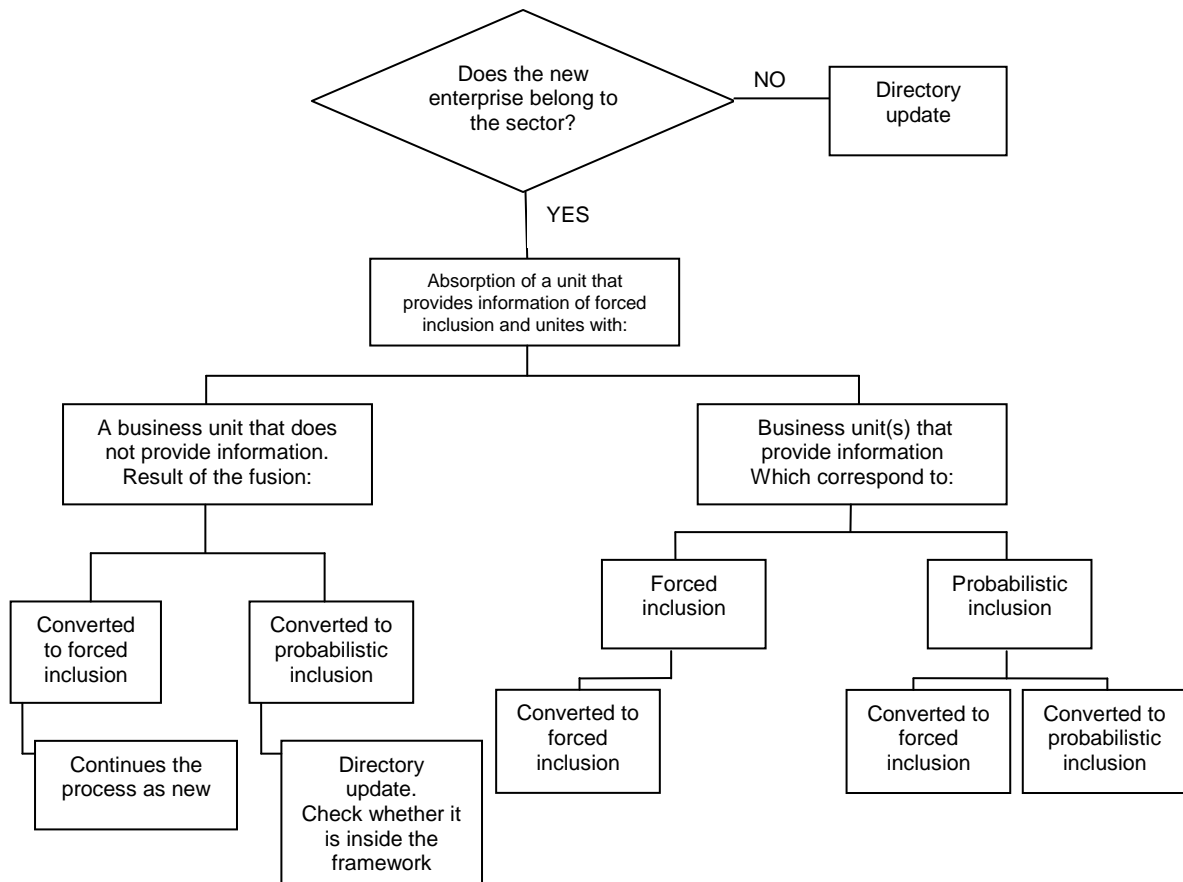 Does the new
enterprise belong to
the sector?
NO
Directory
update
YES
Absorption of a unit that
provides information of forced
inclusion and unites with:
A business unit that does
not provide information.
Result of the fusion:
Business unit(s) that
provide information
Which correspond to:
Converted
to forced
inclusion
Converted to
probabilistic
inclusion
Forced
inclusion
Probabilistic
inclusion
Continues the
process as new
Directory
update.
Check whether it
is inside the
framework
Converted to
forced
inclusion
Converted to
forced
inclusion
Converted to
probabilistic
inclusion